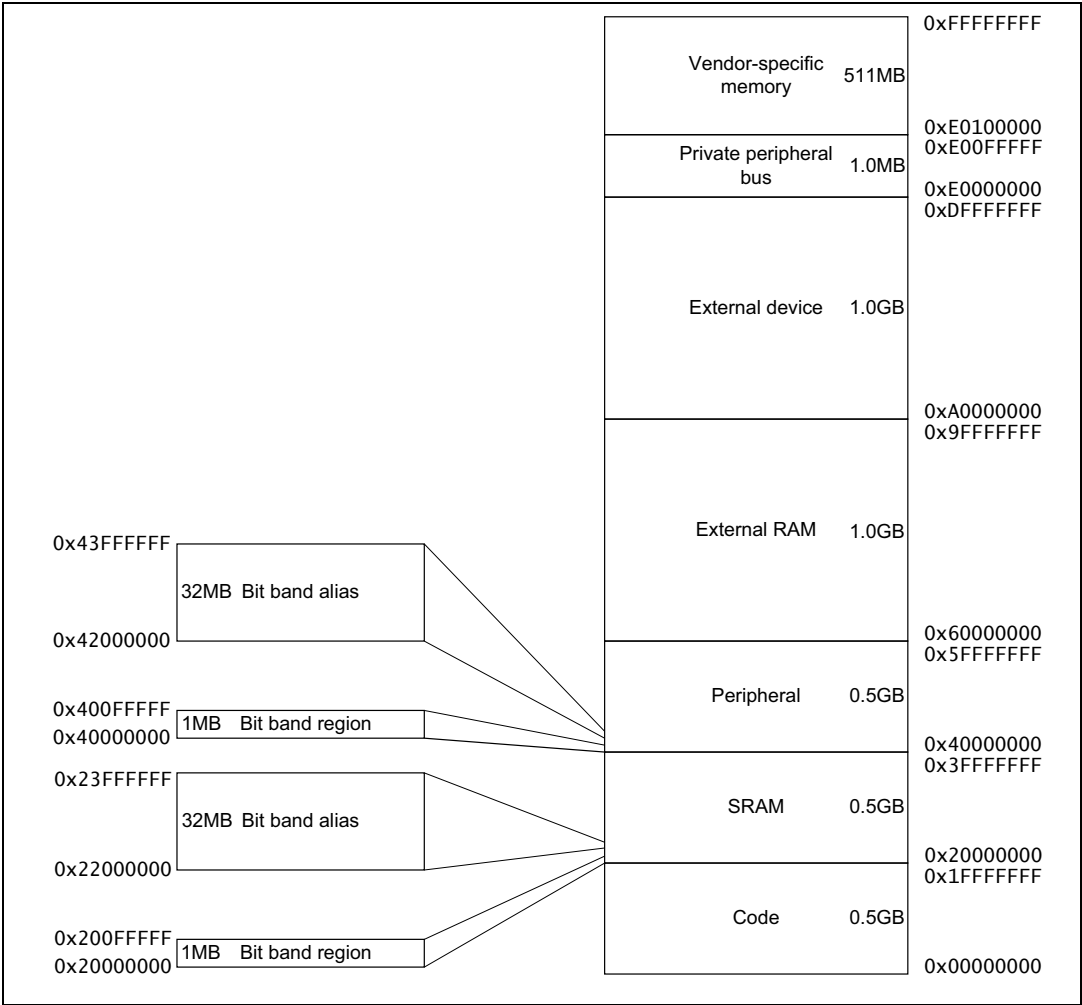 0xFFFFFFFF
Vendor-specific
memory
511MB
0xE0100000
0xE00FFFFF
Private peripheral
bus
1.0MB
0xE0000000
0xDFFFFFFF
External device 1.0GB
0xA0000000
0x9FFFFFFF
External RAM 1.0GB
0x60000000
0x5FFFFFFF
Peripheral 0.5GB
0x40000000
0x3FFFFFFF
SRAM 0.5GB
0x20000000
0x1FFFFFFF
Code 0.5GB
0x00000000
0x43FFFFFF
32MB Bit band alias
0x42000000
0x400FFFFF
1MB Bit band region
0x40000000
0x23FFFFFF
32MB Bit band alias
0x22000000
0x200FFFFF
1MB Bit band region
0x20000000